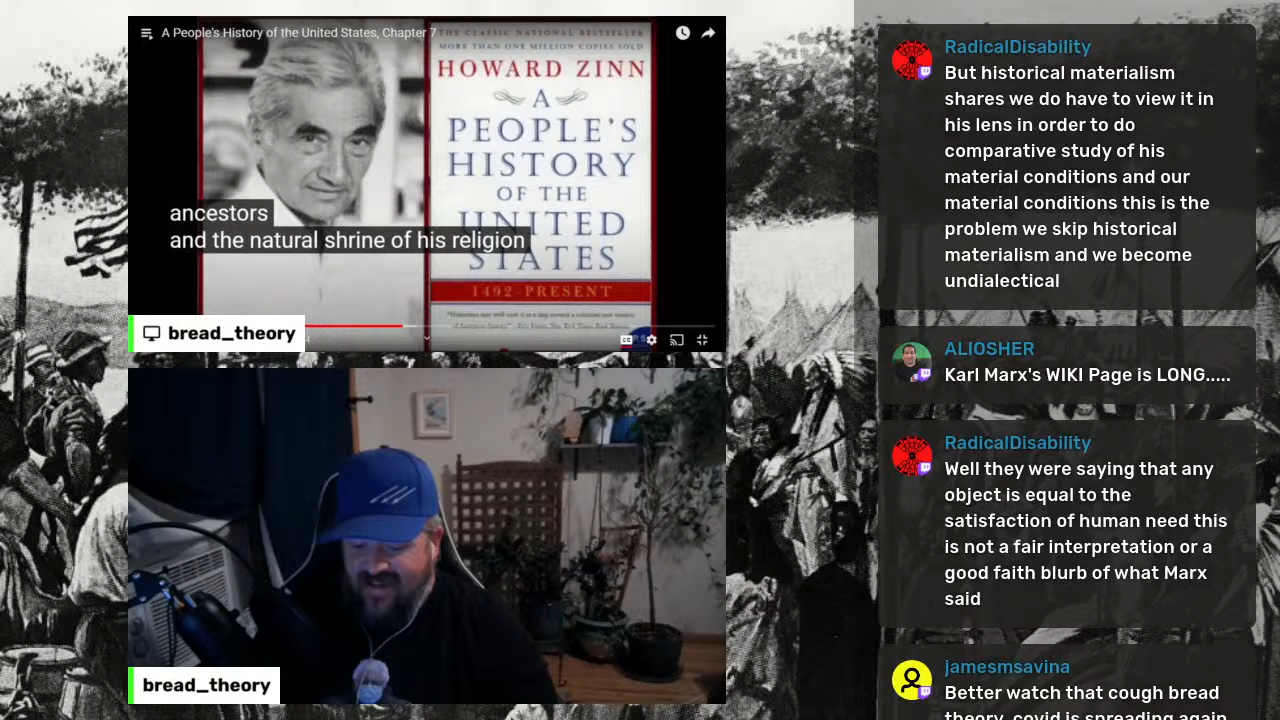 A People's History of the United States, Chapter 7
THE CLASSIC NATIONAL BESTSELLER
MORE THAN ONE MILLION COPIES SOLD
HOWARD ZINN
A
PEOPLE'S
HISTORY
OF THE
UNITED
STATES
1492–PRESENT
ancestors
and the natural shrine of his religion
bread_theory
bread_theory
RadicalDisability
But historical materialism
shares we do have to view it in
his lens in order to do
comparative study of his
material conditions and our
material conditions this is the
problem we skip historical
materialism and we become
undialectical
ALIOSHER
Karl Marx's WIKI Page is LONG.....
RadicalDisability
Well they were saying that any
object is equal to the
satisfaction of human need this
is not a fair interpretation or a
good faith blurb of what Marx
said
jamesmsavina
Better watch that cough bread
theory, covid is spreading again